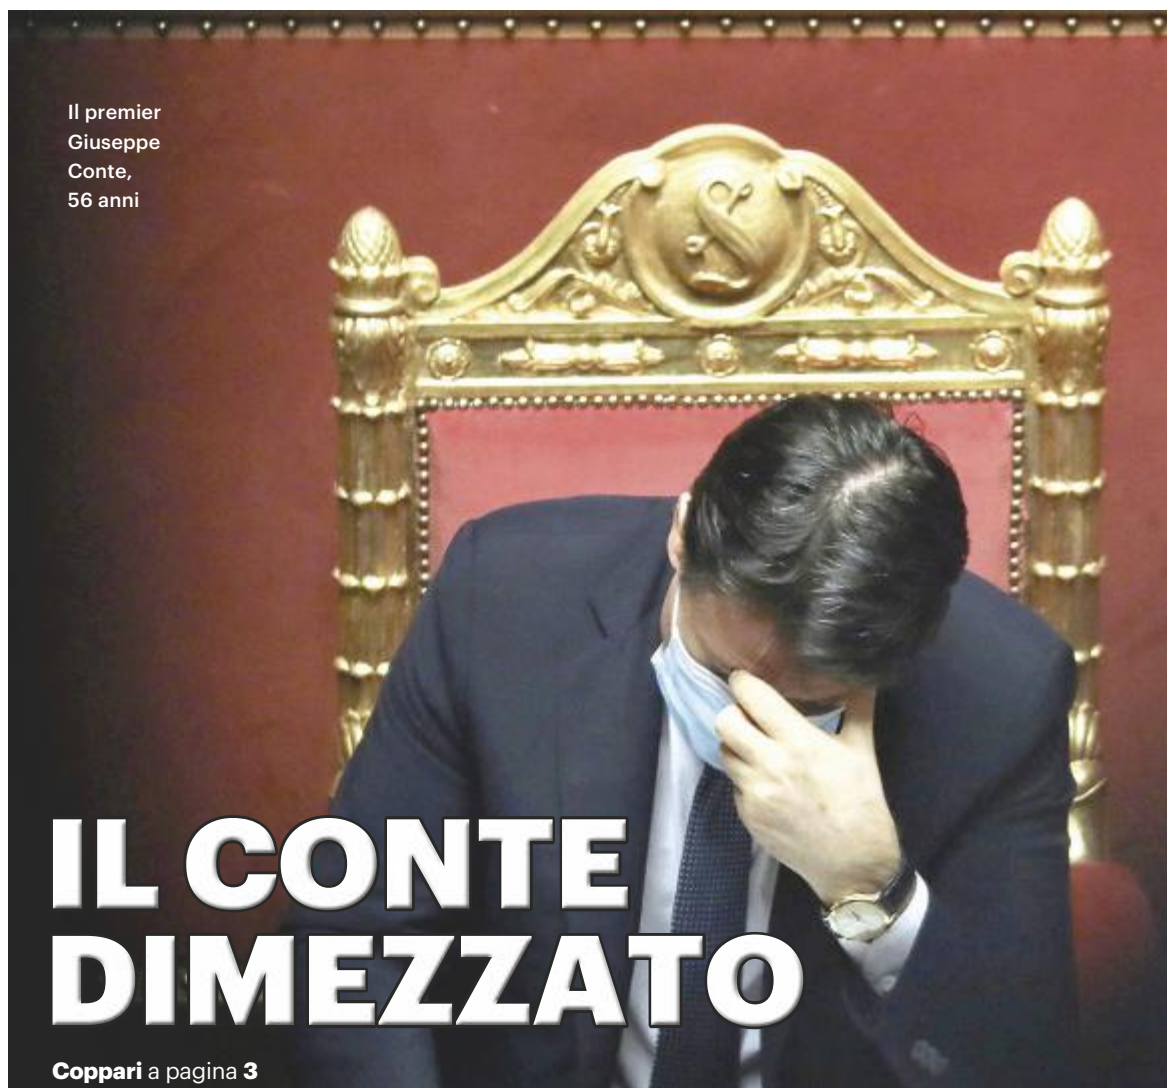 Il premier
Giuseppe
Conte,
56 anni
IL CONTE
DIMEZZATO
Coppari a pagina 3